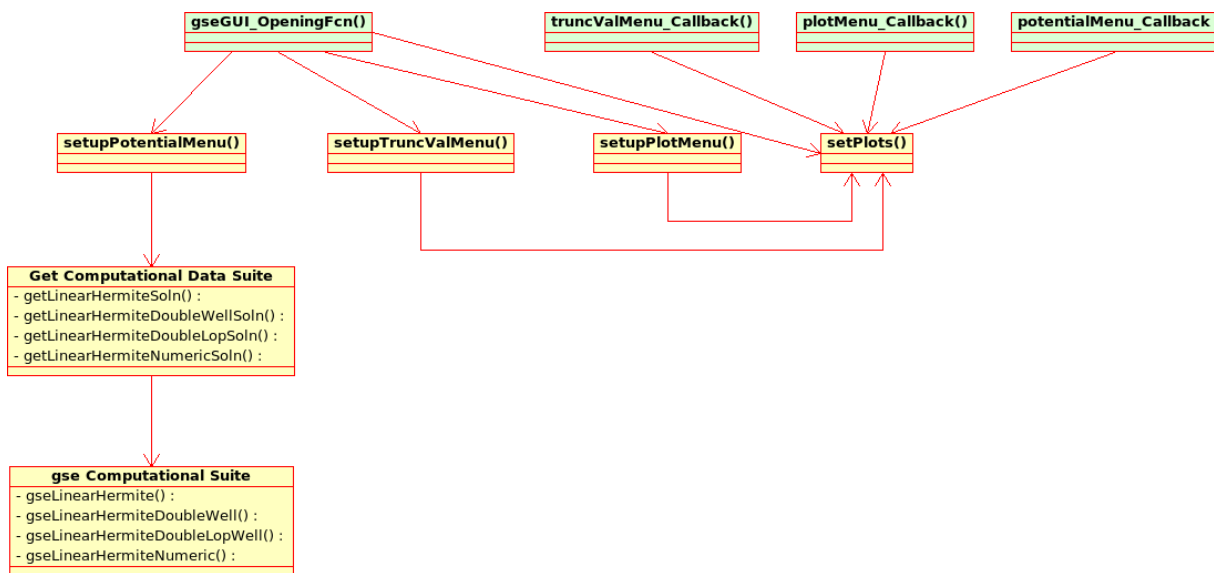 gseGUI_OpeningFcn()
truncValMenu_Callback()
plotMenu_Callback()
potentialMenu_Callback
setupPotentialMenu()
setupTruncValMenu()
setupPlotMenu()
setPlots()
Get Computational Data Suite
- getLinearHermiteSoln() :
- getLinearHermiteDoubleWellSoln() :
- getLinearHermiteDoubleLopSoln() :
- getLinearHermiteNumericSoln() :
gse Computational Suite
- gseLinearHermite() :
- gseLinearHermiteDoubleWell() :
- gseLinearHermiteDoubleLopWell() :
- gseLinearHermiteNumeric() :